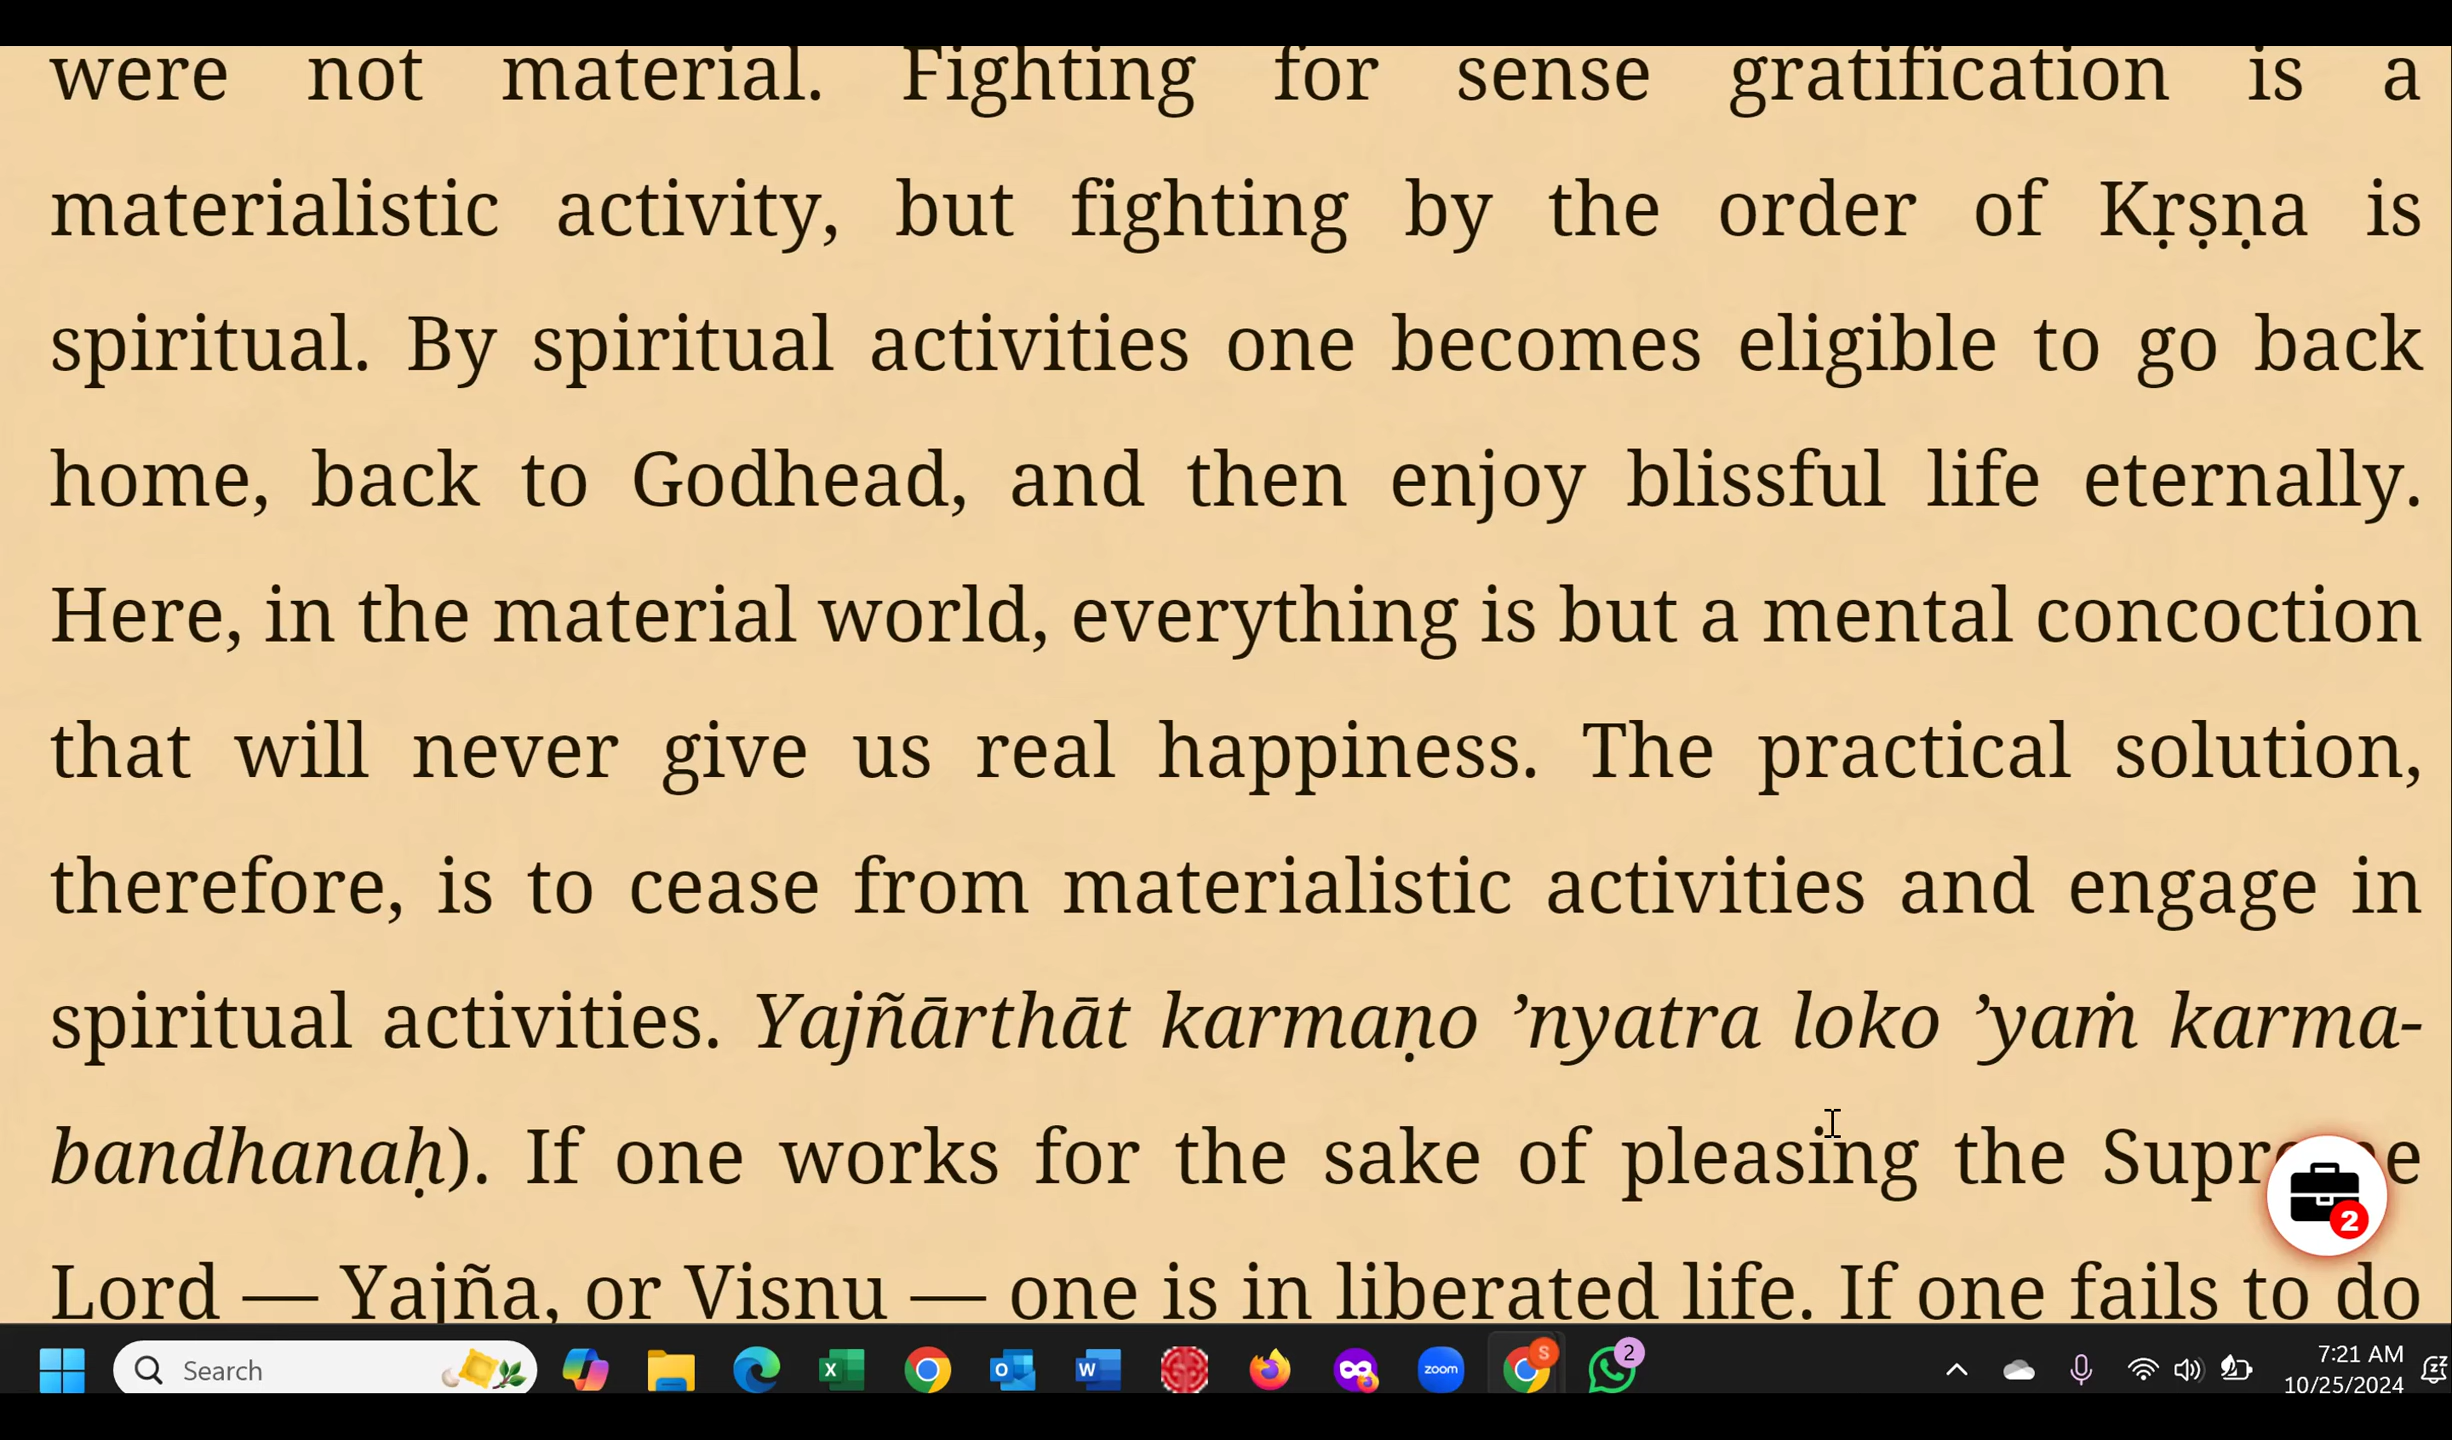 were not material. Fighting for sense gratification is a
materialistic activity, but fighting by the order of Kṛṣṇa is
spiritual. By spiritual activities one becomes eligible to go back
home, back to Godhead, and then enjoy blissful life eternally.
Here, in the material world, everything is but a mental concoction
that will never give us real happiness. The practical solution,
therefore, is to cease from materialistic activities and engage in
spiritual activities. Yajñārthāt karmaṇo ’nyatra loko ’yaṁ karma-
bandhanaḥ). If one works for the sake of pleasing the
2
Lord — Yajña, or Visnu — one is in liberated life. If one fails to do
Search
X
O
W
zoom
S
2
7:21 AM
10/25/2024